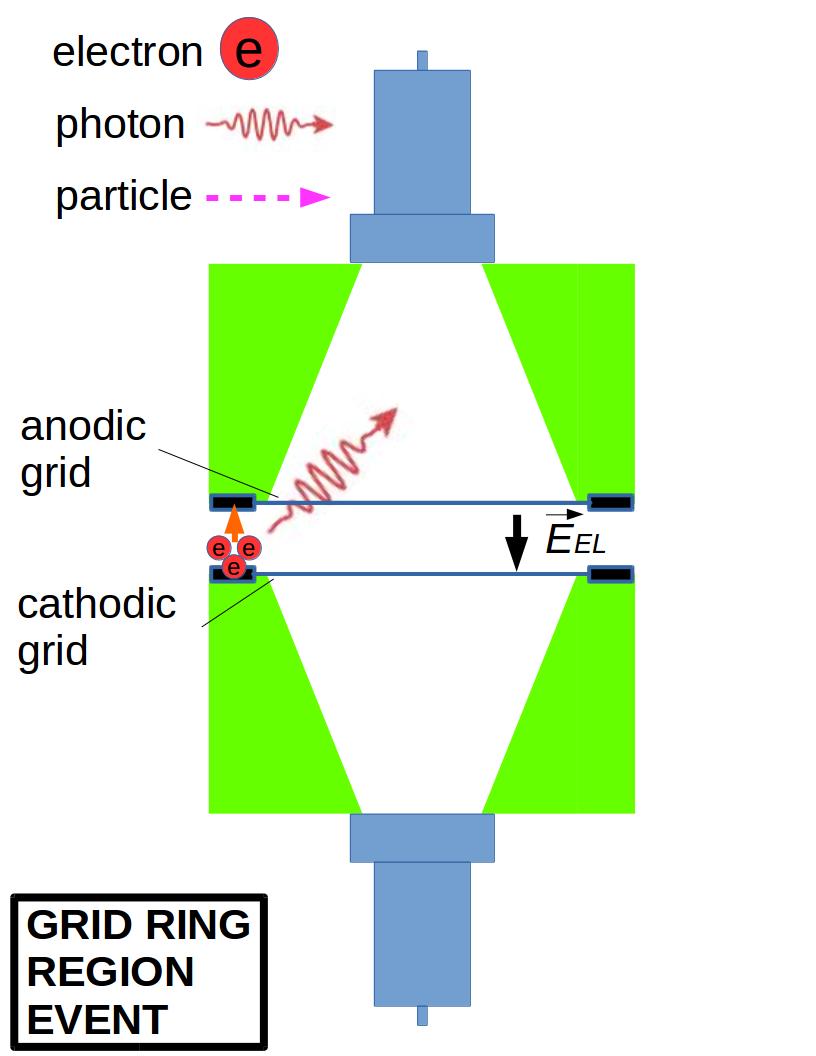 electron e
photon
particle
anodic
grid
E EL
e e
e
cathodic
grid
GRID RING
REGION
EVENT